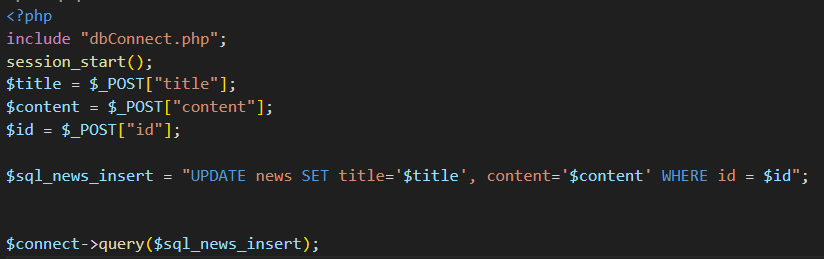 <?php
include "dbConnect.php";
session_start();
$title = $_POST["title"];
$content = $_POST["content"];
$id = $_POST["id"];
$sql_news_insert = "UPDATE news SET title='$title', content='$content' WHERE id = $id";
$connect->query($sql_news_insert);